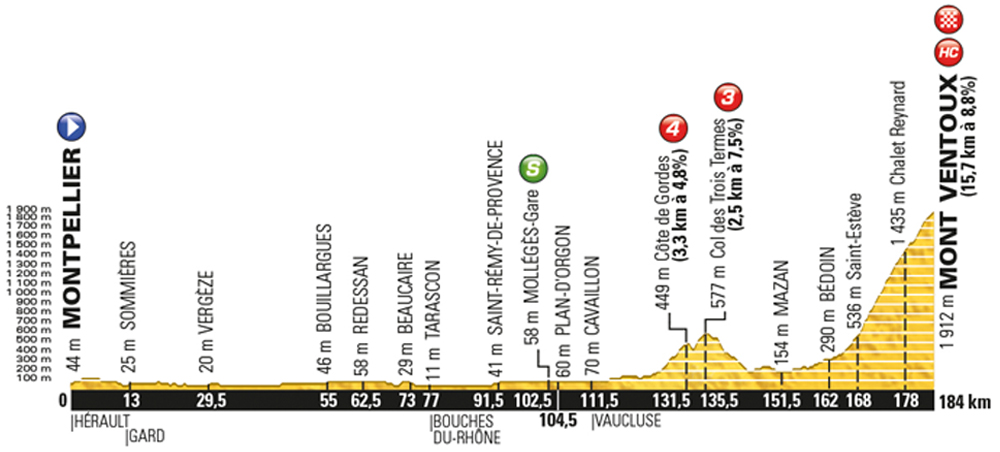 1 900 m
1 800 m
1 700 m
1 600 m
1 500 m
1 400 m
1 300 m
1 200 m
1 100 m
1 000 m
900 m
800 m
700 m
600 m
500 m
400 m
300 m
200 m
100 m
44 m MONTPELLIER
25 m SOMMIÈRES
20 m VERGÈZE
46 m BOUILLARGUES
58 m REDESSAN
29 m BEAUCAIRE
11 m TARASCON
41 m SAINT-RÉMY-DE-PROVENCE
S
58 m MOLLÉGÈS-Gare
60 m PLAN-D'ORGON
70 m CAVAILLON
4
449 m Côte de Gordes
(3,3 km à 4,8%)
3
577 m Col des Trois Termes
(2,5 km à 7,5%)
154 m MAZAN
290 m BÉDOIN
536 m Saint-Estève
1 435 m Chalet Reynard
HC
1 912 m MONT VENTOUX
(15,7 km à 8,8%)
0 13 29,5 55 62,5 73 77 91,5 102,5 111,5 131,5 135,5 151,5 162 168 178 184 km
104,5
HÉRAULT
GARD
BOUCHES
DU-RHÔNE
VAUCLUSE